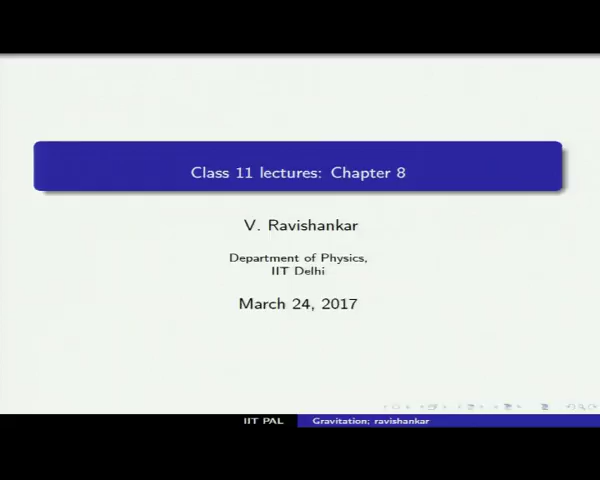 Class 11 lectures: Chapter 8
V. Ravishankar
Department of Physics,
IIT Delhi
March 24, 2017
IIT PAL
Gravitation; ravishankar